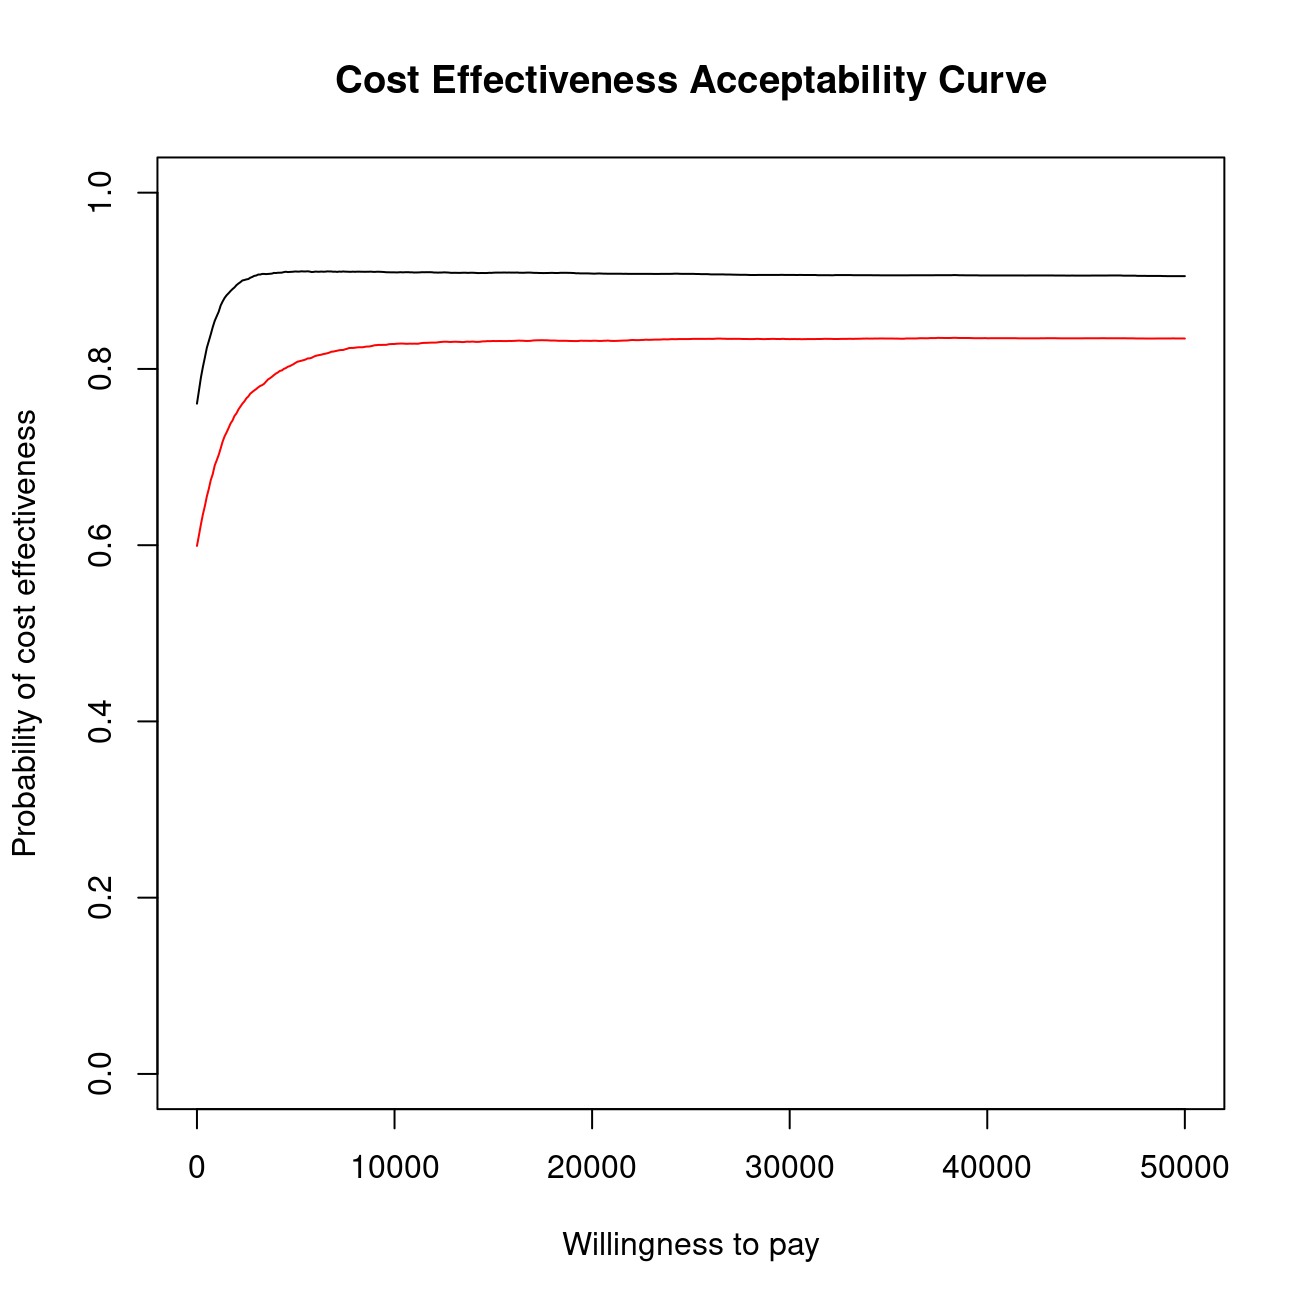 Cost Effectiveness Acceptability Curve
Probability of cost effectiveness
1.0
0.8
0.6
0.4
0.2
0.0
0 10000 20000 30000 40000 50000
Willingness to pay